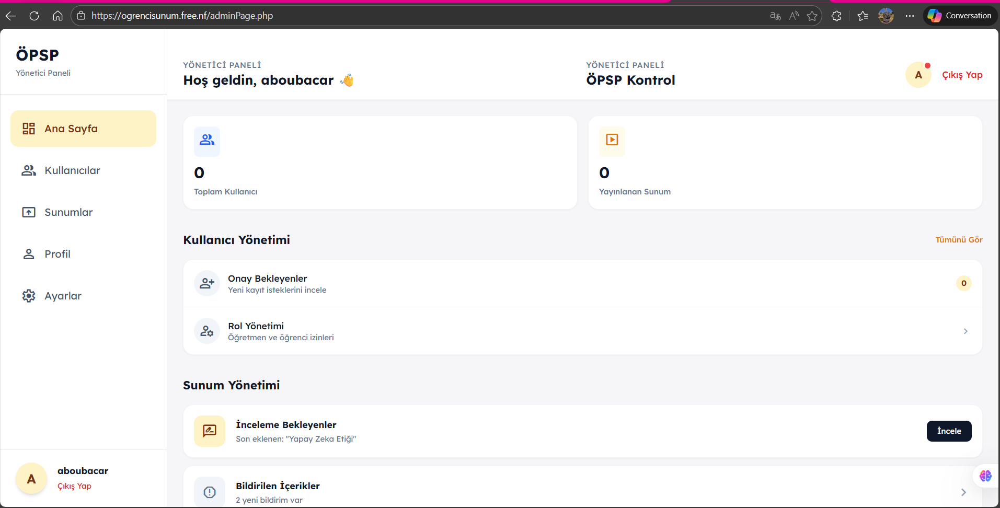 https://ogrencisunum.free.nf/adminPage.php
Conversation
ÖPSP
Yönetici Paneli
Ana Sayfa
Kullanıcılar
Sunumlar
Profil
Ayarlar
A
aboubacar
Çıkış Yap
YÖNETİCİ PANELİ
Hoş geldin, aboubacar 👋
YÖNETİCİ PANELİ
ÖPSP Kontrol
A
Çıkış Yap
0
Toplam Kullanıcı
0
Yayınlanan Sunum
Kullanıcı Yönetimi
Tümünü Gör
Onay Bekleyenler
Yeni kayıt isteklerini incele
0
Rol Yönetimi
Öğretmen ve öğrenci izinleri
Sunum Yönetimi
İnceleme Bekleyenler
Son eklenen: "Yapay Zeka Etiği"
İncele
Bildirilen İçerikler
2 yeni bildirim var